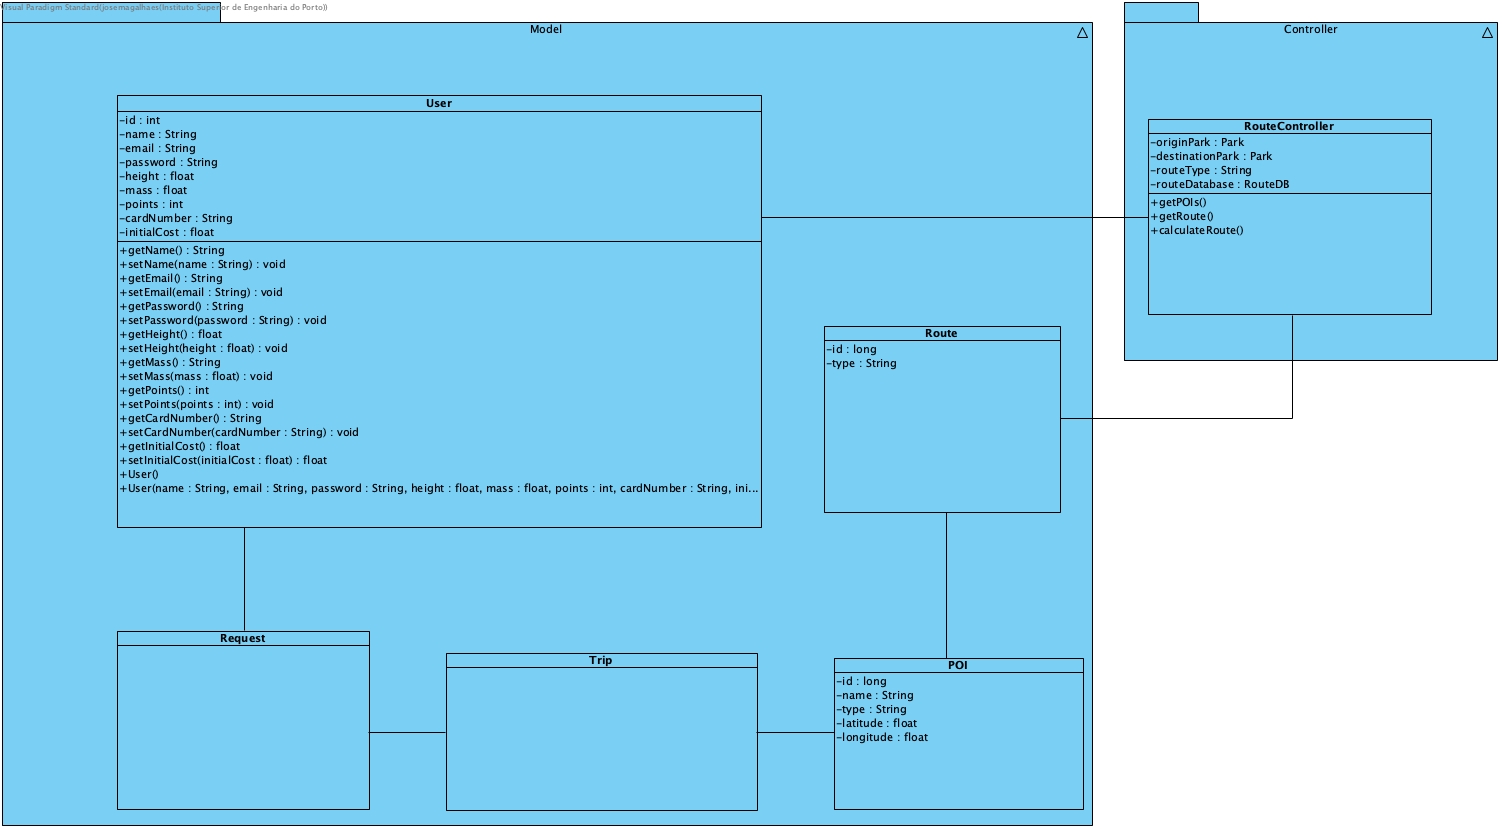 Visual Paradigm Standard(josemagalhaes(Instituto Superior de Engenharia do Porto))
Model
User
-id : int
-name : String
-email : String
-password : String
-height : float
-mass : float
-points : int
-cardNumber : String
-initialCost : float
+getName() : String
+setName(name : String) : void
+getEmail() : String
+setEmail(email : String) : void
+getPassword() : String
+setPassword(password : String) : void
+getHeight() : float
+setHeight(height : float) : void
+getMass() : String
+setMass(mass : float) : void
+getPoints() : int
+setPoints(points : int) : void
+getCardNumber() : String
+setCardNumber(cardNumber : String) : void
+getInitialCost() : float
+setInitialCost(initialCost : float) : float
+User()
+User(name : String, email : String, password : String, height : float, mass : float, points : int, cardNumber : String, ini...
Route
-id : long
-type : String
Request
Trip
POI
-id : long
-name : String
-type : String
-latitude : float
-longitude : float
Controller
RouteController
-originPark : Park
-destinationPark : Park
-routeType : String
-routeDatabase : RouteDB
+getPOIs()
+getRoute()
+calculateRoute()